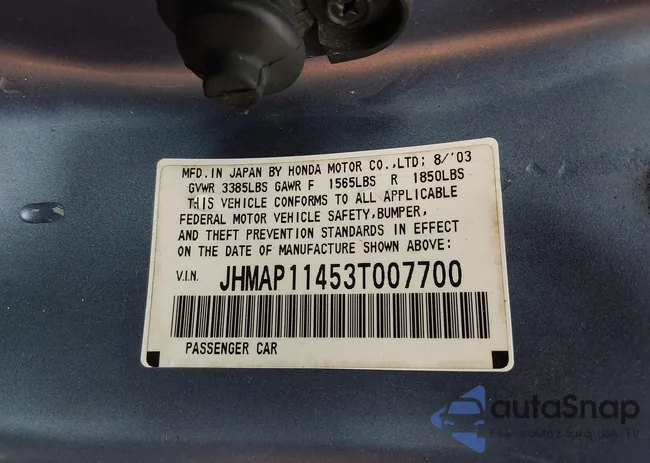 MFD. IN JAPAN BY HONDA MOTOR CO.,LTD; 8/'03
GVWR 3385LBS GAWR F 1565LBS R 1850LBS
THIS VEHICLE CONFORMS TO ALL APPLICABLE
FEDERAL MOTOR VEHICLE SAFETY,BUMPER,
AND THEFT PREVENTION STANDARDS IN EFFECT
ON THE DATE OF MANUFACTURE SHOWN ABOVE:
V.I.N. JHMAP11453T007700
PASSENGER CAR
autaSnap